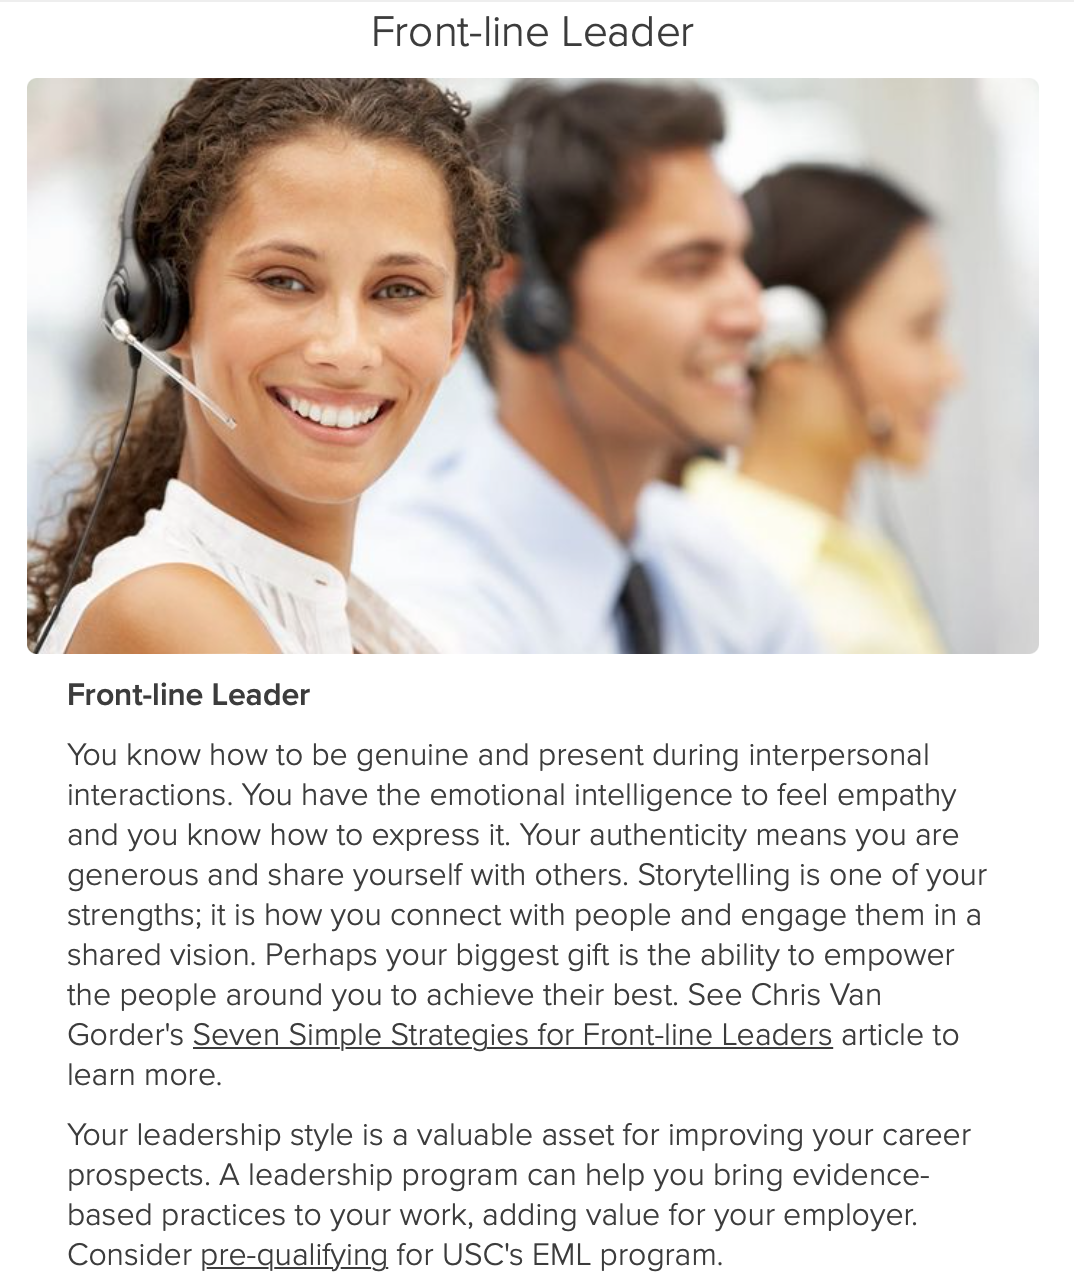 Front-line Leader
Front-line Leader
You know how to be genuine and present during interpersonal
interactions. You have the emotional intelligence to feel empathy
and you know how to express it. Your authenticity means you are
generous and share yourself with others. Storytelling is one of your
strengths; it is how you connect with people and engage them in a
shared vision. Perhaps your biggest gift is the ability to empower
the people around you to achieve their best. See Chris Van
Gorder's Seven Simple Strategies for Front-line Leaders article to
learn more.
Your leadership style is a valuable asset for improving your career
prospects. A leadership program can help you bring evidence-
based practices to your work, adding value for your employer.
Consider pre-qualifying for USC's EML program.